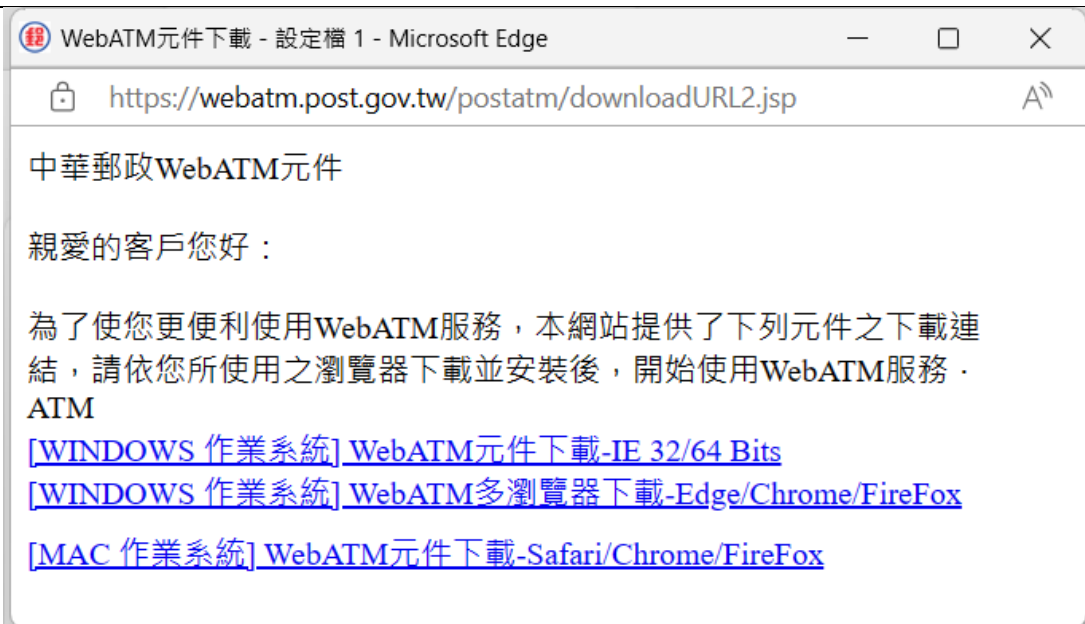 郵 WebATM元件下載 - 設定檔 1 - Microsoft Edge
https://webatm.post.gov.tw/postatm/downloadURL2.jsp
中華郵政WebATM元件
親愛的客戶您好：
為了使您更便利使用WebATM服務，本網站提供了下列元件之下載連
結，請依您所使用之瀏覽器下載並安裝後，開始使用WebATM服務．
ATM
[WINDOWS 作業系統] WebATM元件下載-IE 32/64 Bits
[WINDOWS 作業系統] WebATM多瀏覽器下載-Edge/Chrome/FireFox
[MAC 作業系統] WebATM元件下載-Safari/Chrome/FireFox